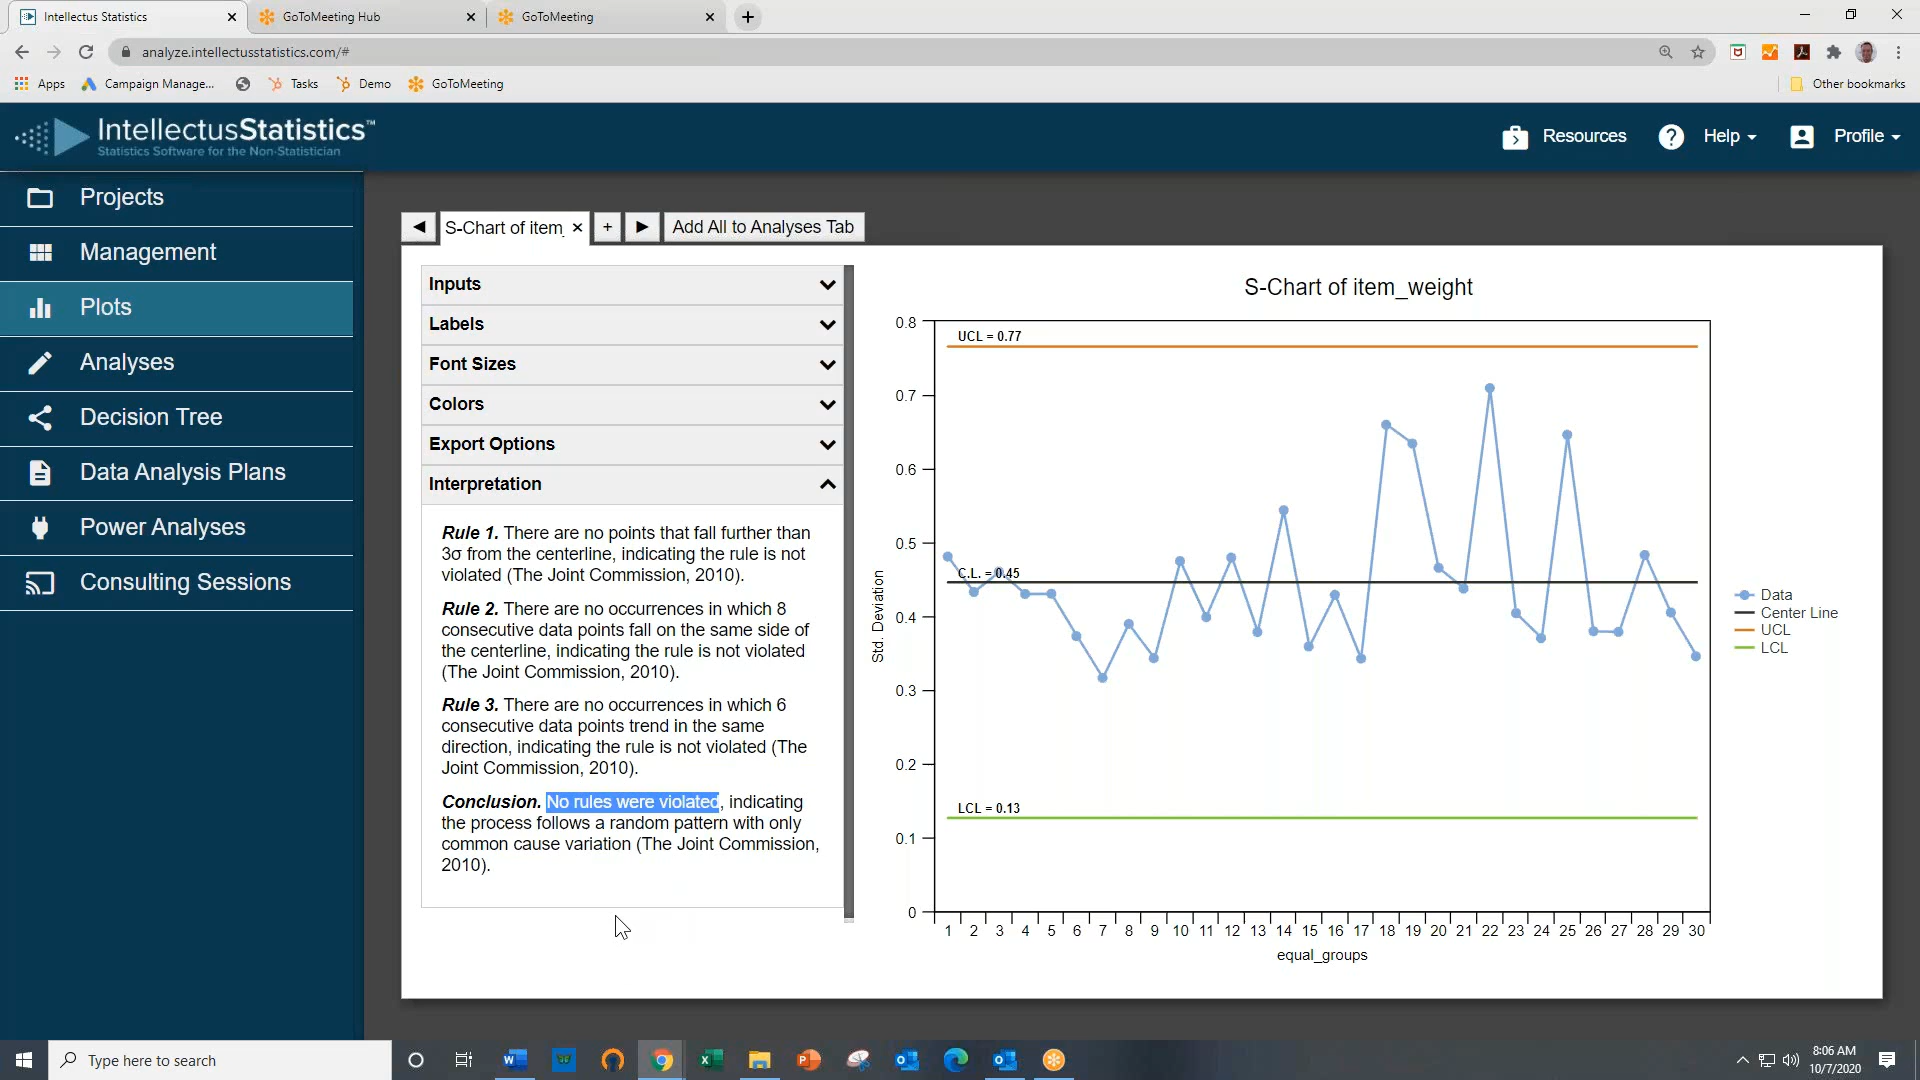 Intellectus Statistics
GoToMeeting Hub
GoToMeeting
analyze.intellectusstatistics.com/#
Apps
Campaign Manage...
Tasks
Demo
GoToMeeting
Other bookmarks
IntellectusStatistics™
Statistics Software for the Non-Statistician
Resources
Help
Profile
Projects
Management
Plots
Analyses
Decision Tree
Data Analysis Plans
Power Analyses
Consulting Sessions
S-Chart of item_
Add All to Analyses Tab
Inputs
Labels
Font Sizes
Colors
Export Options
Interpretation
Rule 1. There are no points that fall further than
3σ from the centerline, indicating the rule is not
violated (The Joint Commission, 2010).
Rule 2. There are no occurrences in which 8
consecutive data points fall on the same side of
the centerline, indicating the rule is not violated
(The Joint Commission, 2010).
Rule 3. There are no occurrences in which 6
consecutive data points trend in the same
direction, indicating the rule is not violated (The
Joint Commission, 2010).
Conclusion. No rules were violated, indicating
the process follows a random pattern with only
common cause variation (The Joint Commission,
2010).
S-Chart of item_weight
0.8
0.7
0.6
0.5
0.4
0.3
0.2
0.1
0
Std. Deviation
UCL = 0.77
C.L. = 0.45
LCL = 0.13
1 2 3 4 5 6 7 8 9 10 11 12 13 14 15 16 17 18 19 20 21 22 23 24 25 26 27 28 29 30
equal_groups
Data
Center Line
UCL
LCL
Type here to search
8:06 AM
10/7/2020